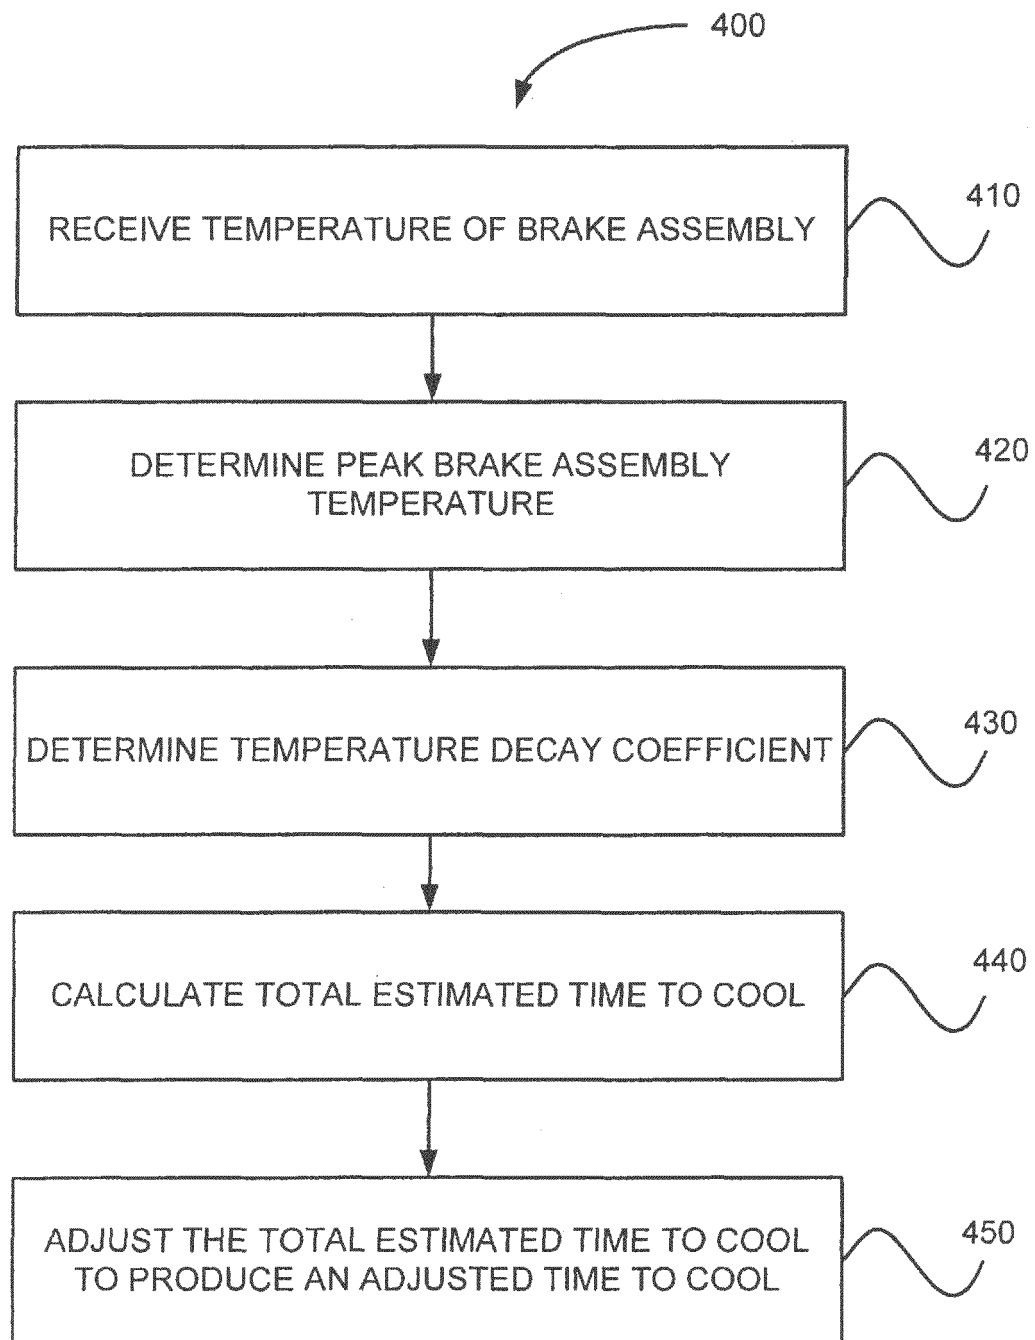 400
RECEIVE TEMPERATURE OF BRAKE ASSEMBLY
410
DETERMINE PEAK BRAKE ASSEMBLY
TEMPERATURE
420
DETERMINE TEMPERATURE DECAY COEFFICIENT
430
CALCULATE TOTAL ESTIMATED TIME TO COOL
440
ADJUST THE TOTAL ESTIMATED TIME TO COOL
TO PRODUCE AN ADJUSTED TIME TO COOL
450